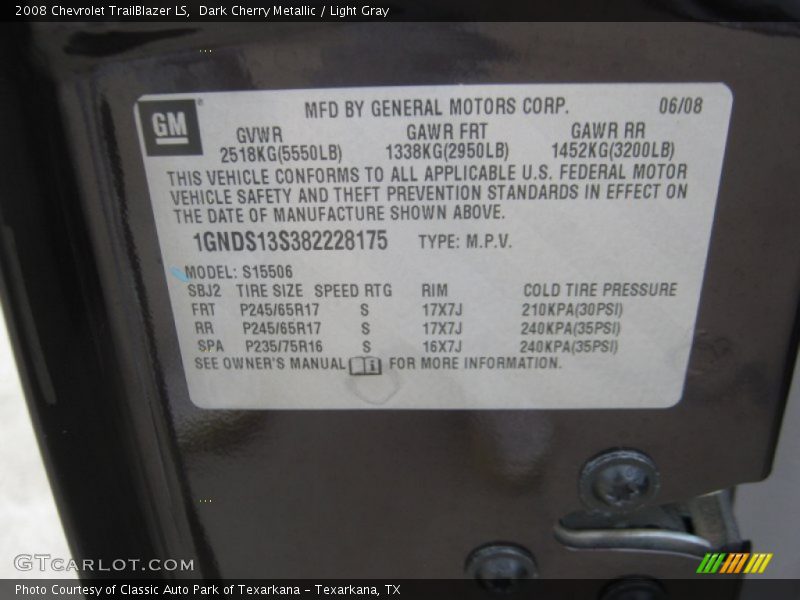 2008 Chevrolet TrailBlazer LS, Dark Cherry Metallic / Light Gray
GM
MFD BY GENERAL MOTORS CORP. 06/08
GVWR GAWR FRT GAWR RR
2518KG(5550LB) 1338KG(2950LB) 1452KG(3200LB)
THIS VEHICLE CONFORMS TO ALL APPLICABLE U.S. FEDERAL MOTOR
VEHICLE SAFETY AND THEFT PREVENTION STANDARDS IN EFFECT ON
THE DATE OF MANUFACTURE SHOWN ABOVE.
1GNDS13S382228175 TYPE: M.P.V.
MODEL: S15506
SBJ2 TIRE SIZE SPEED RTG RIM COLD TIRE PRESSURE
FRT P245/65R17 S 17X7J 210KPA(30PSI)
RR P245/65R17 S 17X7J 240KPA(35PSI)
SPA P235/75R16 S 16X7J 240KPA(35PSI)
SEE OWNER'S MANUAL i FOR MORE INFORMATION.
GTCARLOT.COM
Photo Courtesy of Classic Auto Park of Texarkana - Texarkana, TX